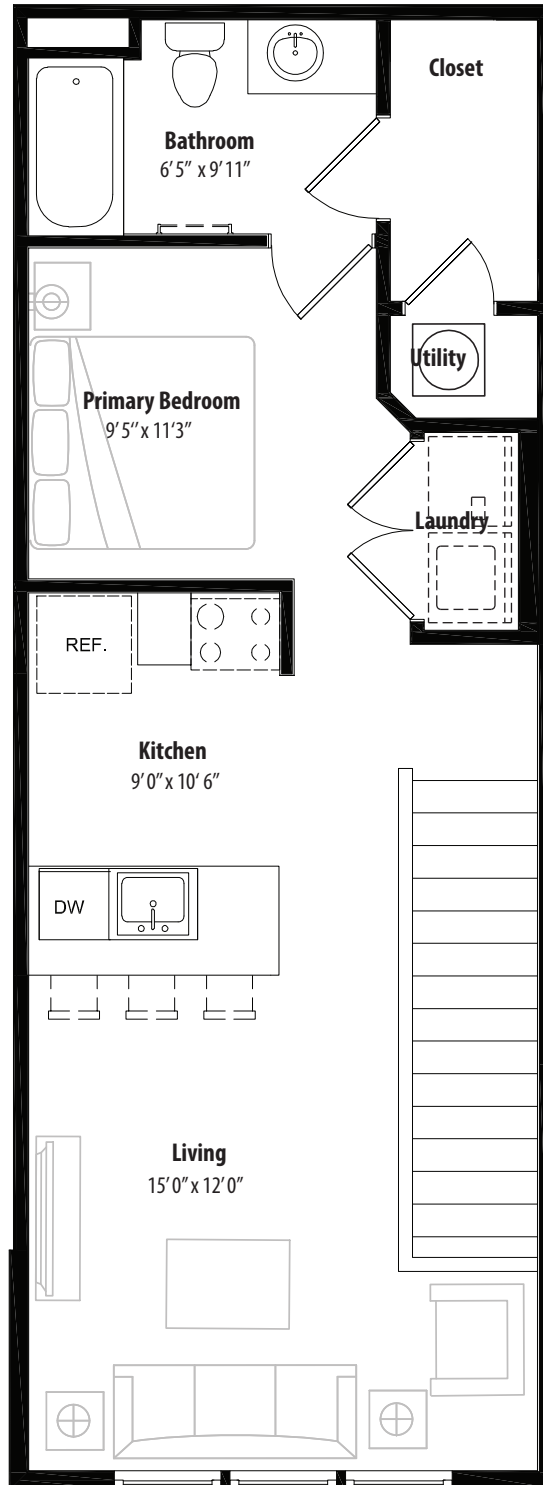 Closet
Bathroom
6’5” x 9’11”
Utility
Primary Bedroom
9’5’’ x 11’3”
Laundry
REF.
Kitchen
9’0” x 10‘ 6”
DW
Living
15’0” x 12’0”